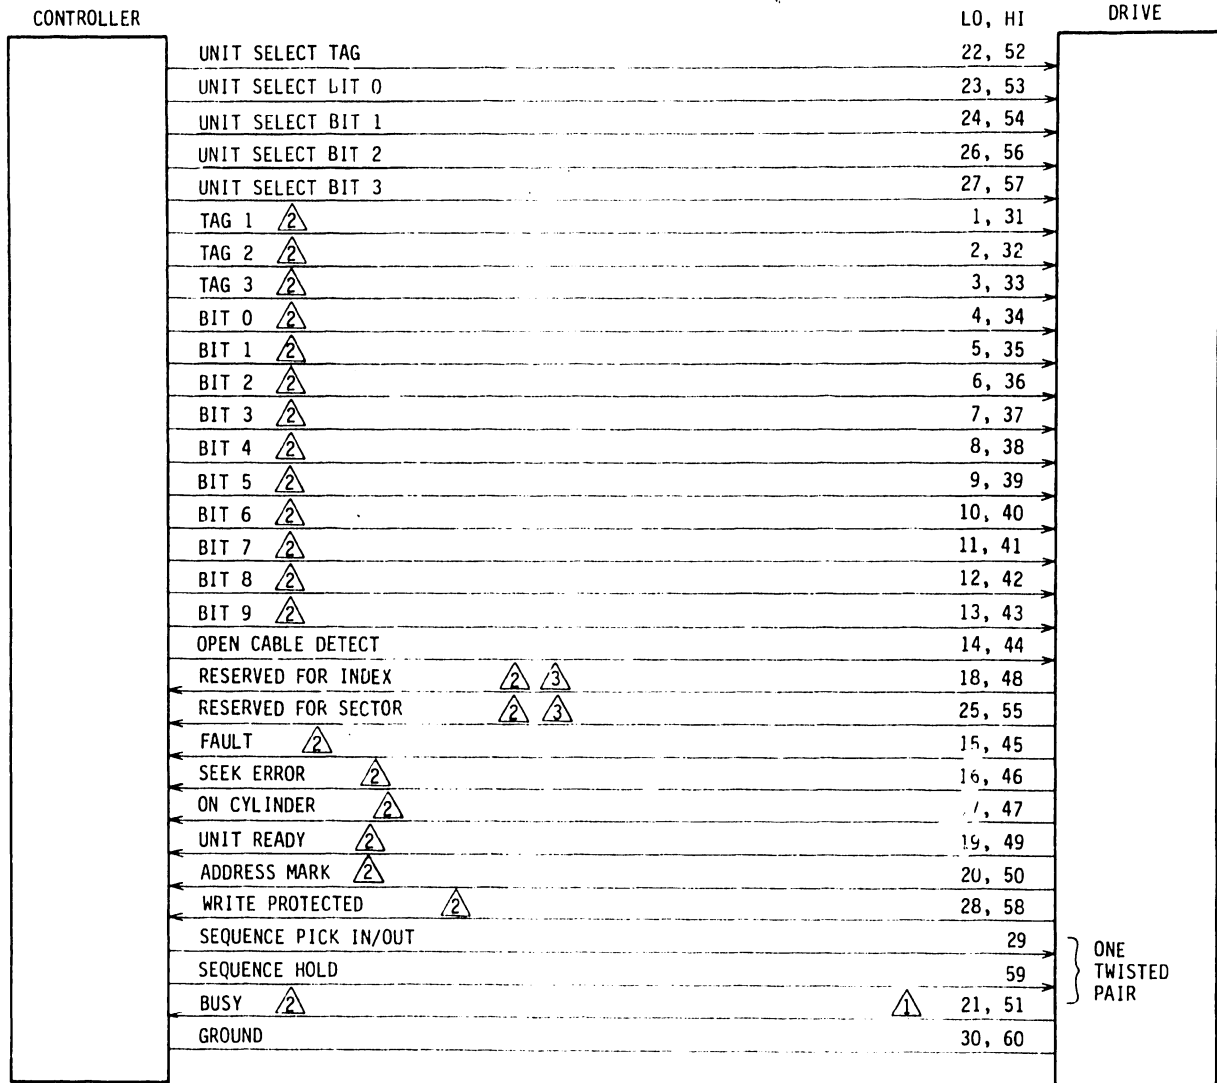 CONTROLLER LO, HI DRIVE
UNIT SELECT TAG 22, 52
UNIT SELECT BIT 0 23, 53
UNIT SELECT BIT 1 24, 54
UNIT SELECT BIT 2 26, 56
UNIT SELECT BIT 3 27, 57
TAG 1 2 1, 31
TAG 2 2 2, 32
TAG 3 2 3, 33
BIT 0 2 4, 34
BIT 1 2 5, 35
BIT 2 2 6, 36
BIT 3 2 7, 37
BIT 4 2 8, 38
BIT 5 2 9, 39
BIT 6 2 10, 40
BIT 7 2 11, 41
BIT 8 2 12, 42
BIT 9 2 13, 43
OPEN CABLE DETECT 14, 44
RESERVED FOR INDEX 2 3 18, 48
RESERVED FOR SECTOR 2 3 25, 55
FAULT 2 15, 45
SEEK ERROR 2 16, 46
ON CYLINDER 2 47
UNIT READY 2 19, 49
ADDRESS MARK 2 20, 50
WRITE PROTECTED 2 28, 58
SEQUENCE PICK IN/OUT 29
SEQUENCE HOLD 59
BUSY 2 1 21, 51
GROUND 30, 60
ONE
TWISTED
PAIR